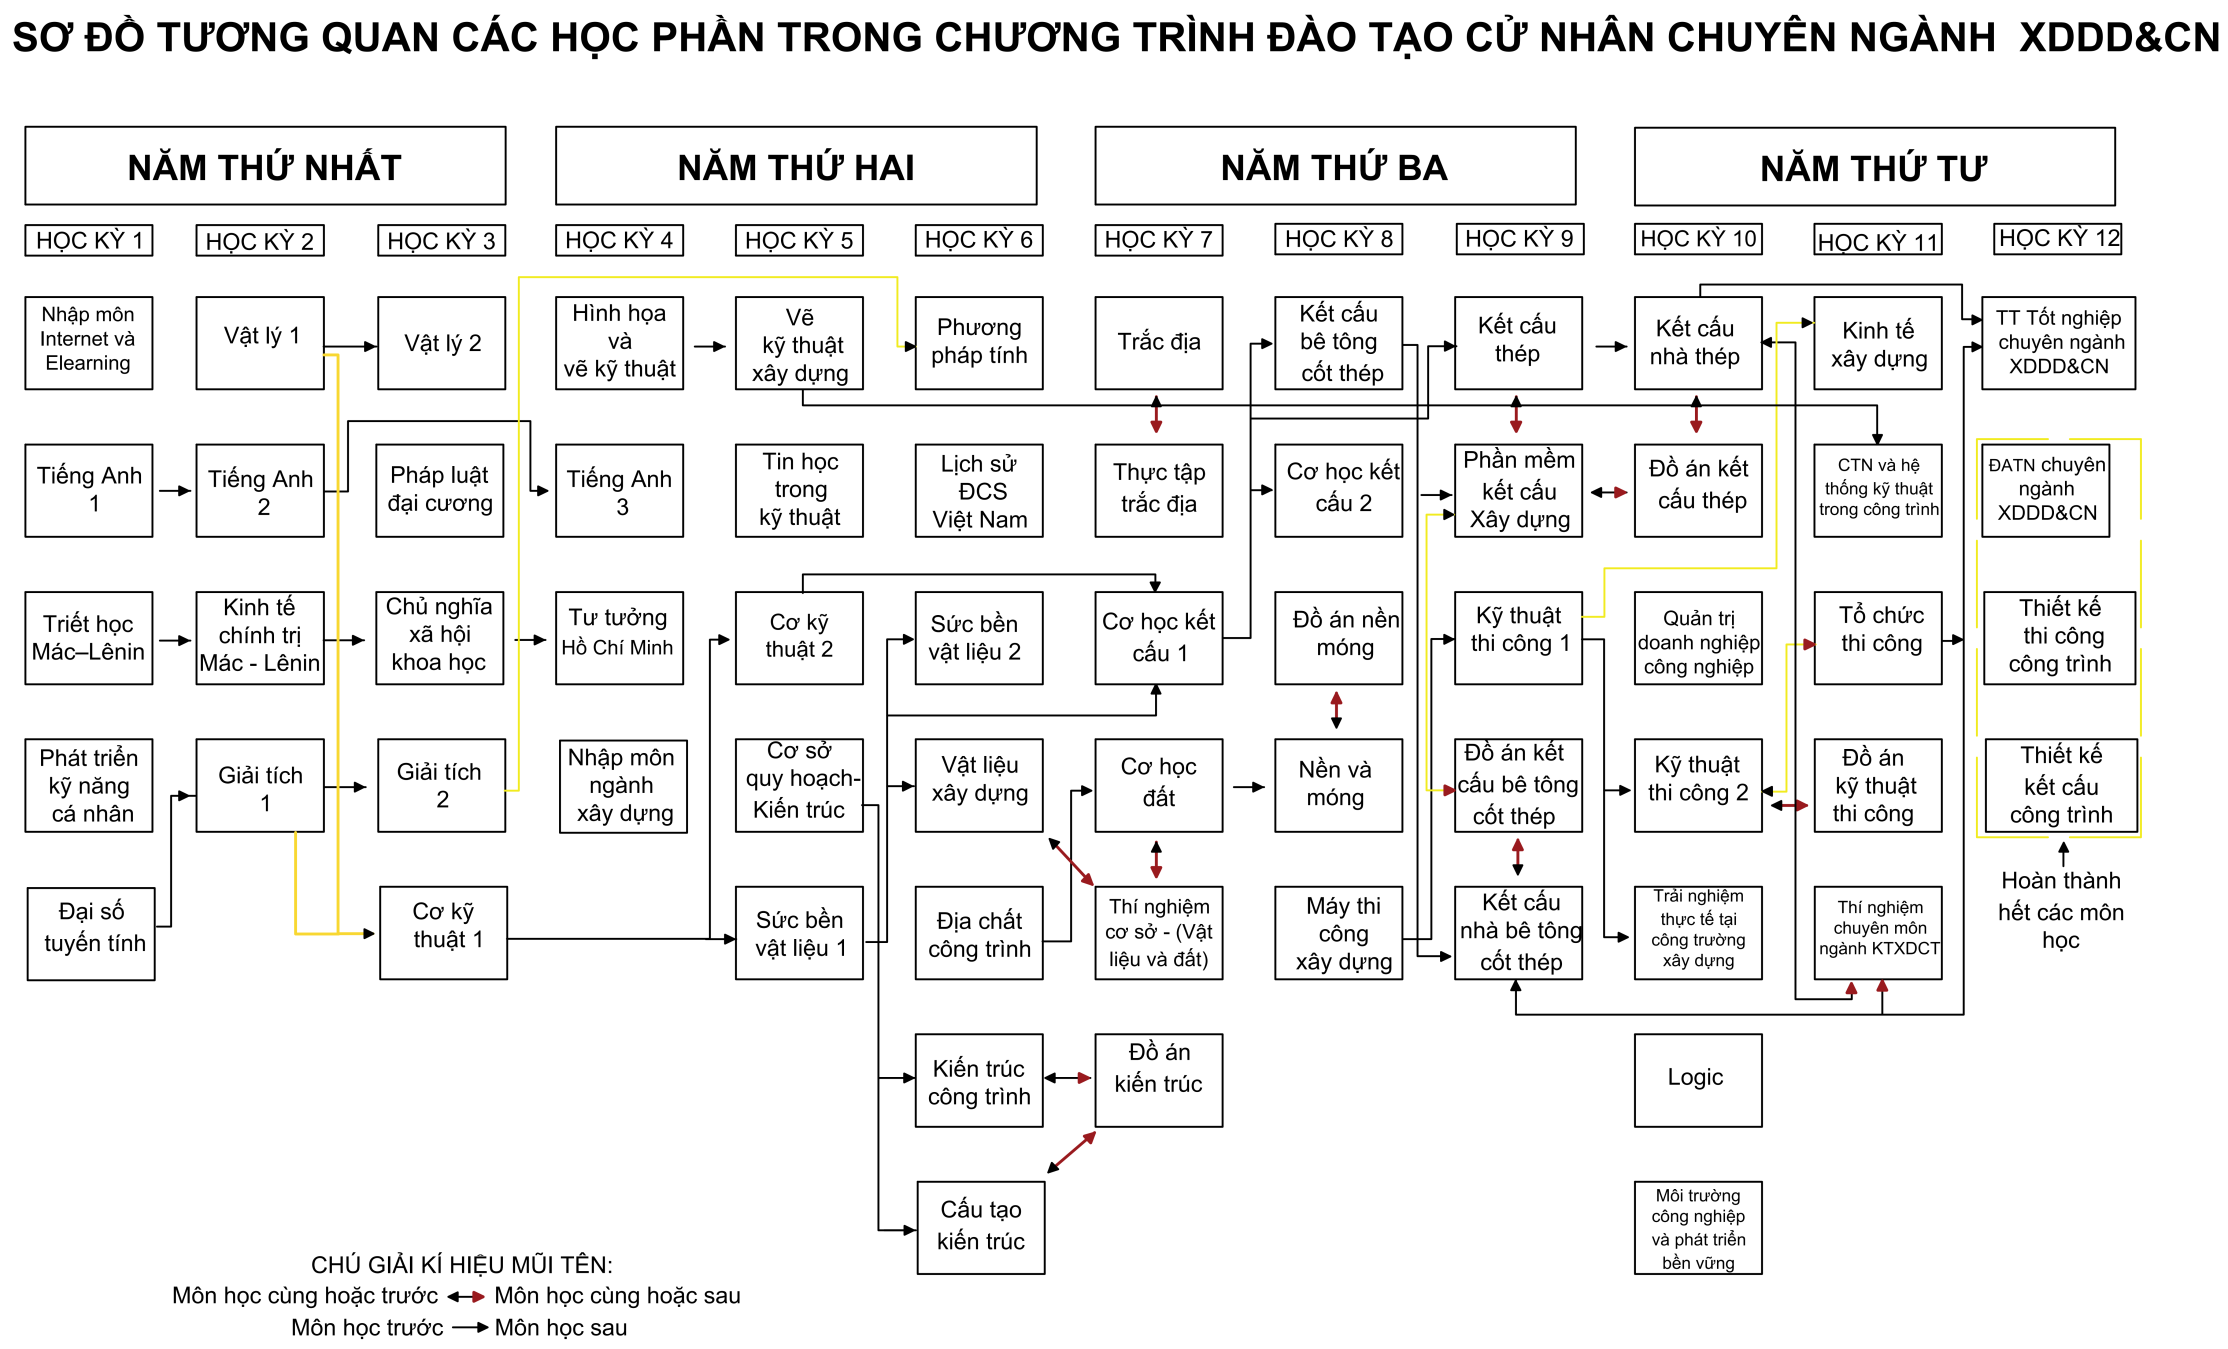 SƠ ĐỒ TƯƠNG QUAN CÁC HỌC PHẦN TRONG CHƯƠNG TRÌNH ĐÀO TẠO CỬ NHÂN CHUYÊN NGÀNH XDDD&CN
NĂM THỨ NHẤT
NĂM THỨ HAI
NĂM THỨ BA
NĂM THỨ TƯ
HỌC KỲ 1
HỌC KỲ 2
HỌC KỲ 3
HỌC KỲ 4
HỌC KỲ 5
HỌC KỲ 6
HỌC KỲ 7
HỌC KỲ 8
HỌC KỲ 9
HỌC KỲ 10
HỌC KỲ 11
HỌC KỲ 12
Nhập môn
Internet và
Elearning
Vật lý 1
Vật lý 2
Hình họa
và
vẽ kỹ thuật
Vẽ
kỹ thuật
xây dựng
Phương
pháp tính
Trắc địa
Kết cấu
bê tông
cốt thép
Kết cấu
thép
Kết cấu
nhà thép
Kinh tế
xây dựng
TT Tốt nghiệp
chuyên ngành
XDDD&CN
Tiếng Anh
1
Tiếng Anh
2
Pháp luật
đại cương
Tiếng Anh
3
Tin học
trong
kỹ thuật
Lịch sử
ĐCS
Việt Nam
Thực tập
trắc địa
Cơ học kết
cấu 2
Phần mềm
kết cấu
Xây dựng
Đồ án kết
cấu thép
CTN và hệ
thống kỹ thuật
trong công trình
ĐATN chuyên
ngành
XDDD&CN
Triết học
Mác–Lênin
Kinh tế
chính trị
Mác - Lênin
Chủ nghĩa
xã hội
khoa học
Tư tưởng
Hồ Chí Minh
Cơ kỹ
thuật 2
Sức bền
vật liệu 2
Cơ học kết
cấu 1
Đồ án nền
móng
Kỹ thuật
thi công 1
Quản trị
doanh nghiệp
công nghiệp
Tổ chức
thi công
Thiết kế
thi công
công trình
Phát triển
kỹ năng
cá nhân
Giải tích
1
Giải tích
2
Nhập môn
ngành
xây dựng
Cơ sở
quy hoạch-
Kiến trúc
Vật liệu
xây dựng
Cơ học
đất
Nền và
móng
Đồ án kết
cấu bê tông
cốt thép
Kỹ thuật
thi công 2
Đồ án
kỹ thuật
thi công
Thiết kế
kết cấu
công trình
Đại số
tuyến tính
Cơ kỹ
thuật 1
Sức bền
vật liệu 1
Địa chất
công trình
Thí nghiệm
cơ sở - (Vật
liệu và đất)
Máy thi
công
xây dựng
Kết cấu
nhà bê tông
cốt thép
Trải nghiệm
thực tế tại
công trường
xây dựng
Thí nghiệm
chuyên môn
ngành KTXDCT
Hoàn thành
hết các môn
học
Kiến trúc
công trình
Đồ án
kiến trúc
Logic
Cấu tạo
kiến trúc
Môi trường
công nghiệp
và phát triển
bền vững
CHÚ GIẢI KÍ HIỆU MŨI TÊN:
Môn học cùng hoặc trước Môn học cùng hoặc sau
Môn học trước Môn học sau